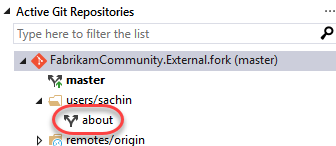 Active Git Repositories
Type here to filter the list
FabrikamCommunity.External.fork (master)
master
users/sachin
about
remotes/origin